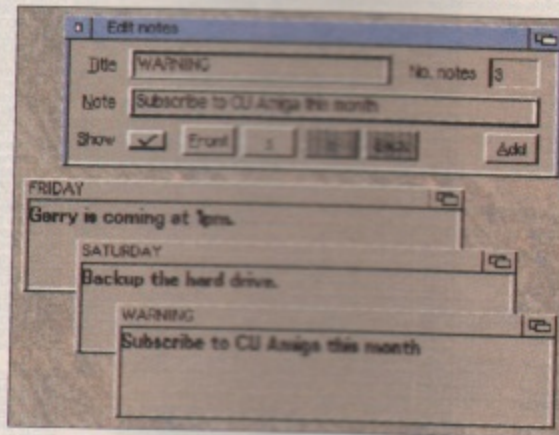 Edit notes
Title WARNING No. notes 3
Note Subscribe to CU Amiga this month
Show Front Back Add
FRIDAY
Garry is coming at 1pm.
SATURDAY
Backup the hard drive.
WARNING
Subscribe to CU Amiga this month